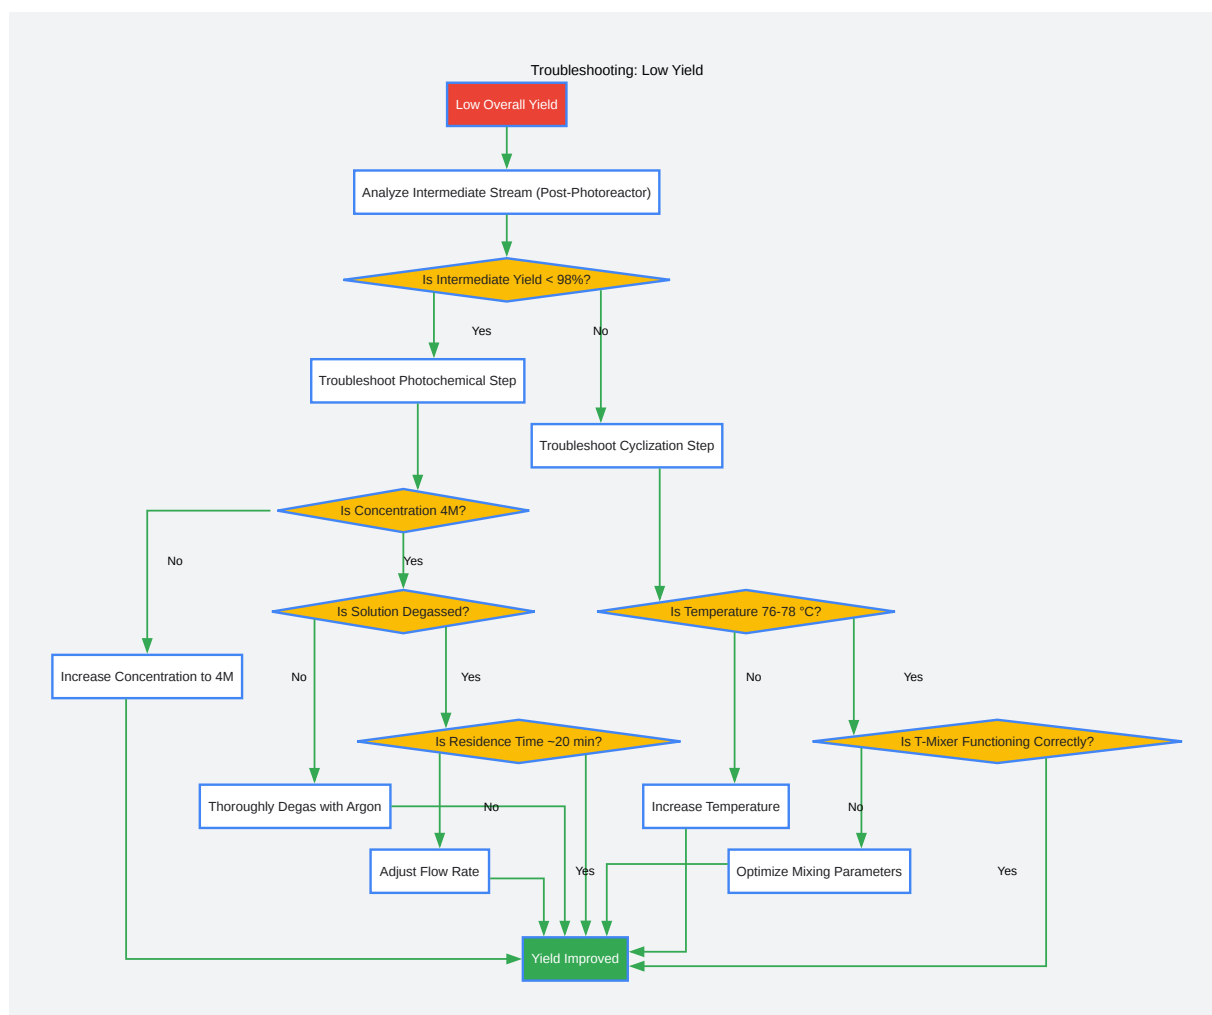 Troubleshooting: Low Yield
Low Overall Yield
Analyze Intermediate Stream (Post-Photoreactor)
Is Intermediate Yield < 98%?
Yes
No
Troubleshoot Photochemical Step
Troubleshoot Cyclization Step
Is Concentration 4M?
No
Yes
Is Solution Degassed?
Is Temperature 76-78 °C?
Increase Concentration to 4M
No
Yes
No
Yes
Is Residence Time ~20 min?
Is T-Mixer Functioning Correctly?
Thoroughly Degas with Argon
No
Increase Temperature
No
Adjust Flow Rate
Yes
Optimize Mixing Parameters
Yes
Yield Improved